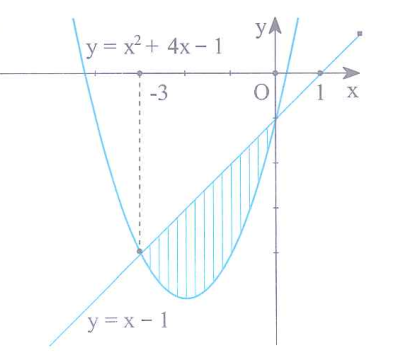 y
y = x² + 4x − 1
-3
O
1
x
y = x − 1